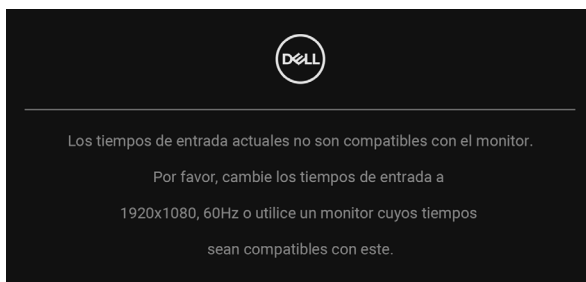 DELL
Los tiempos de entrada actuales no son compatibles con el monitor.
Por favor, cambie los tiempos de entrada a
1920x1080, 60Hz o utilice un monitor cuyos tiempos
sean compatibles con este.